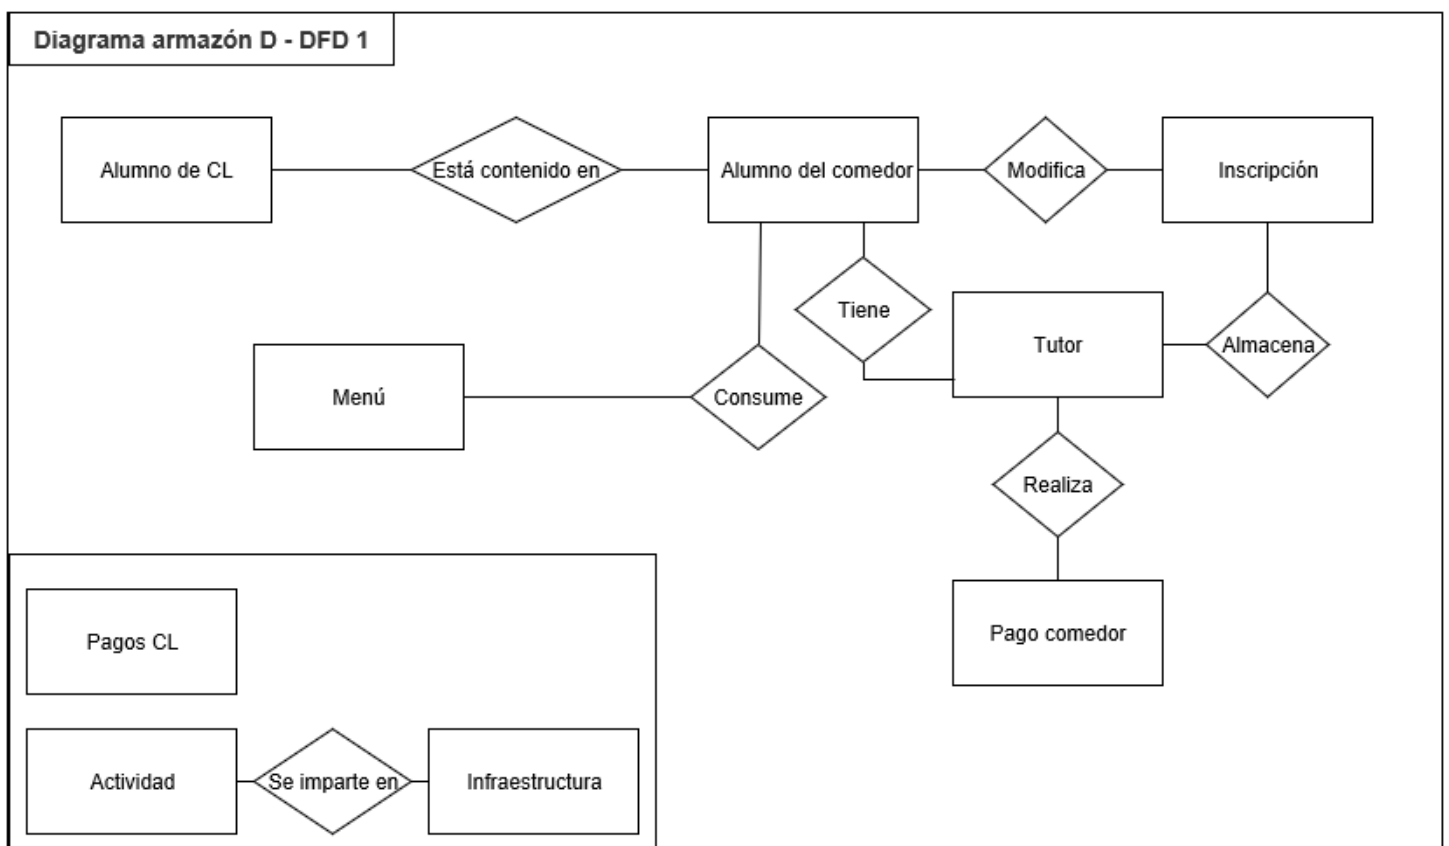 Diagrama armazón D - DFD 1
Alumno de CL
Está contenido en
Alumno del comedor
Modifica
Inscripción
Tiene
Tutor
Almacena
Menú
Consume
Realiza
Pago comedor
Pagos CL
Actividad
Se imparte en
Infraestructura